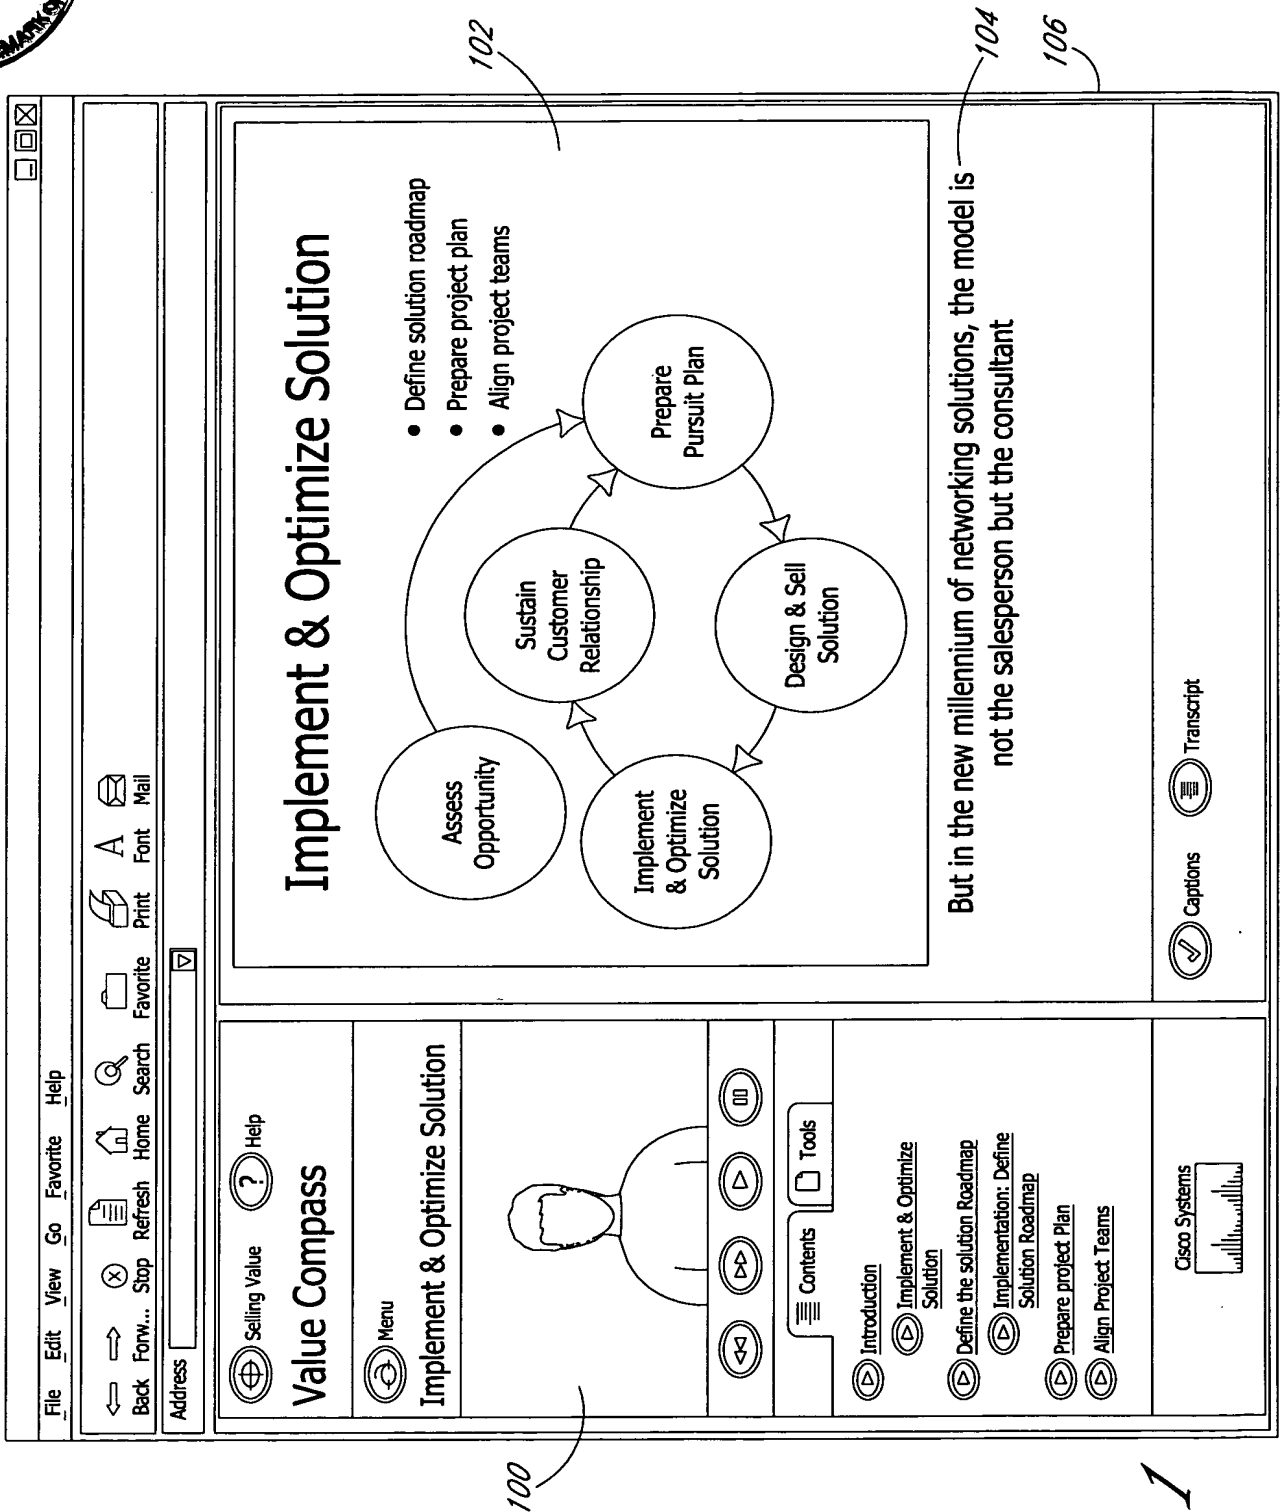 File Edit View Go Favorite Help
Back Forw... Stop Refresh Home Search Favorite Print Font Mail
Address
Selling Value
? Help
Value Compass
Menu
Implement & Optimize Solution
100
Contents
Tools
Introduction
Implement & Optimize
Solution
Define the solution Roadmap
Implementation: Define
Solution Roadmap
Prepare project Plan
Align Project Teams
Cisco Systems
Implement & Optimize Solution
• Define solution roadmap
• Prepare project plan
• Align project teams
Assess
Opportunity
Sustain
Customer
Relationship
Prepare
Pursuit Plan
Implement
& Optimize
Solution
Design & Sell
Solution
102
But in the new millennium of networking solutions, the model is
not the salesperson but the consultant
104
Captions
Transcript
106
1